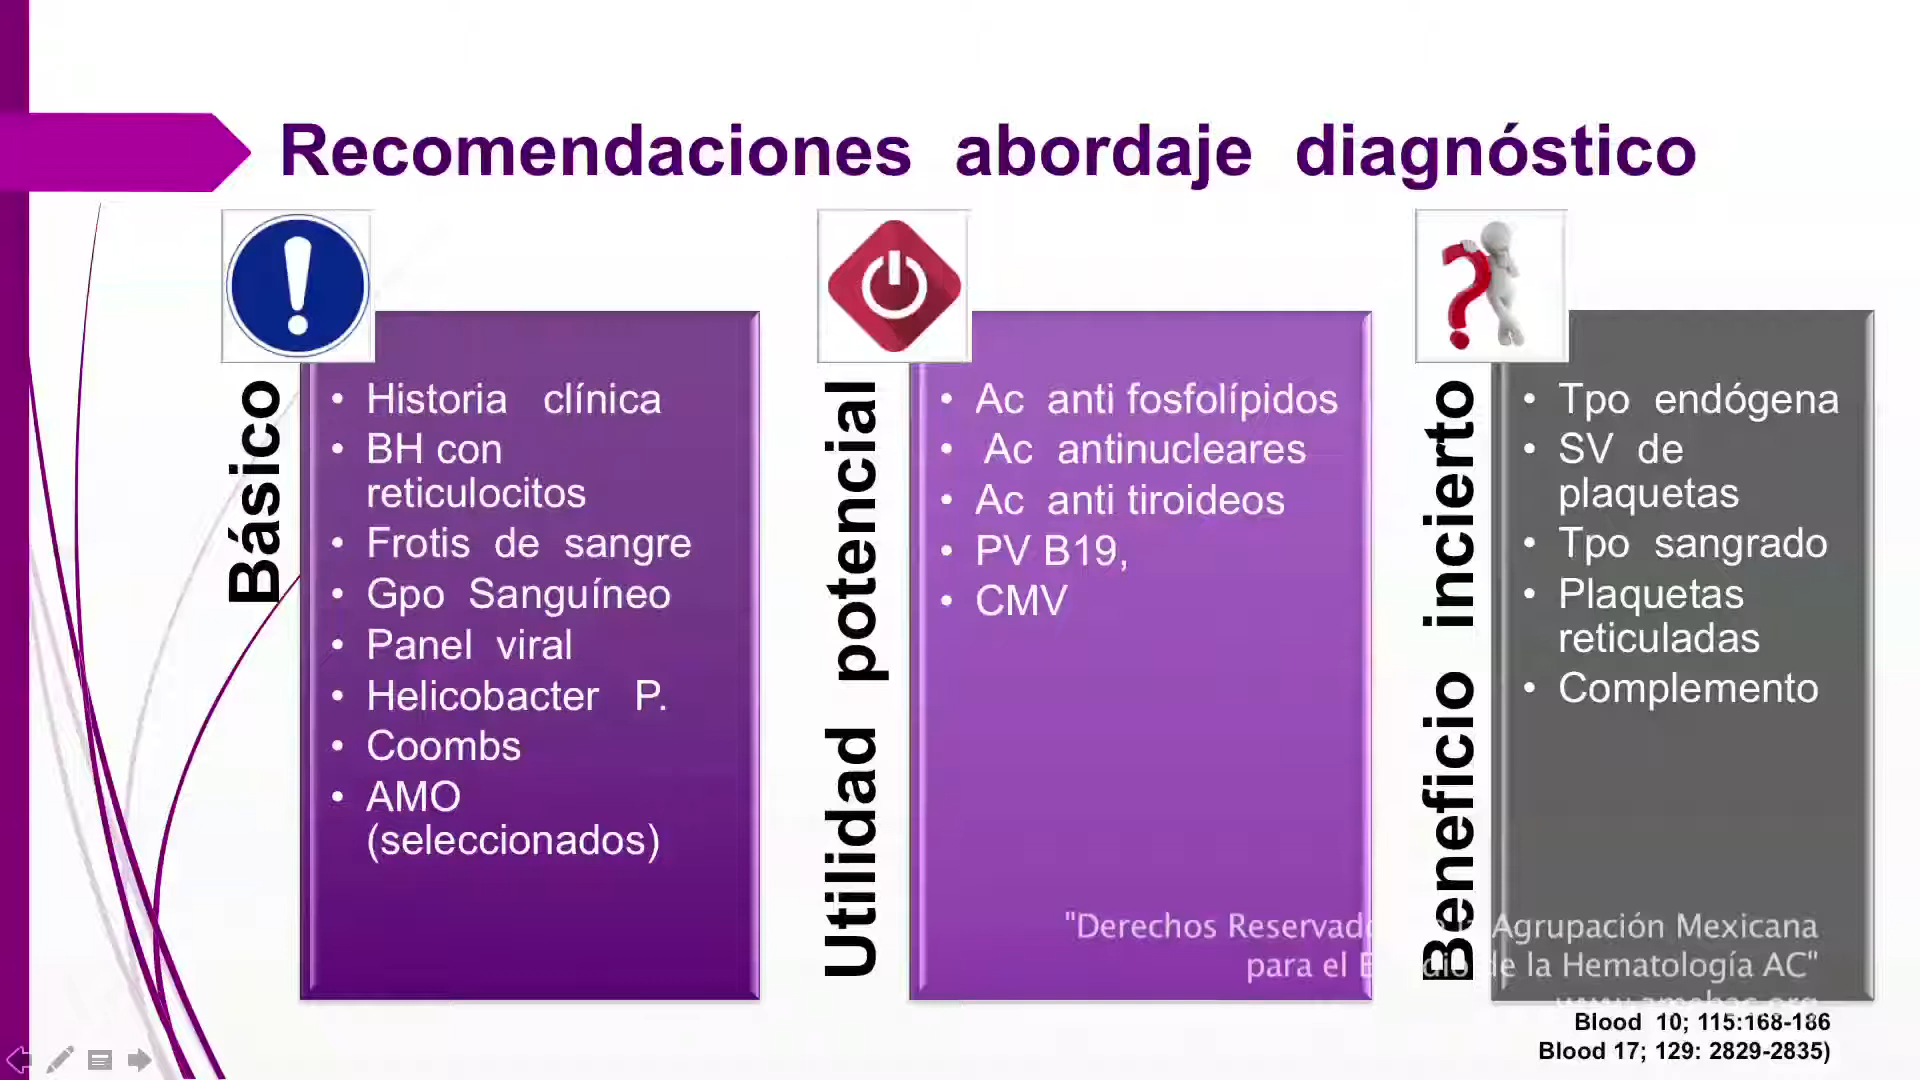 Recomendaciones abordaje diagnóstico
Básico
• Historia clínica
• BH con
reticulocitos
• Frotis de sangre
• Gpo Sanguíneo
• Panel viral
• Helicobacter P.
• Coombs
• AMO
(seleccionados)
Utilidad potencial
• Ac anti fosfolípidos
• Ac antinucleares
• Ac anti tiroideos
• PV B19,
• CMV
Beneficio incierto
• Tpo endógena
• SV de
plaquetas
• Tpo sangrado
• Plaquetas
reticuladas
• Complemento
"Derechos Agrupación Mexicana
para el de la Hematología AC"
Blood 10; 115:168-186
Blood 17; 129: 2829-2835)